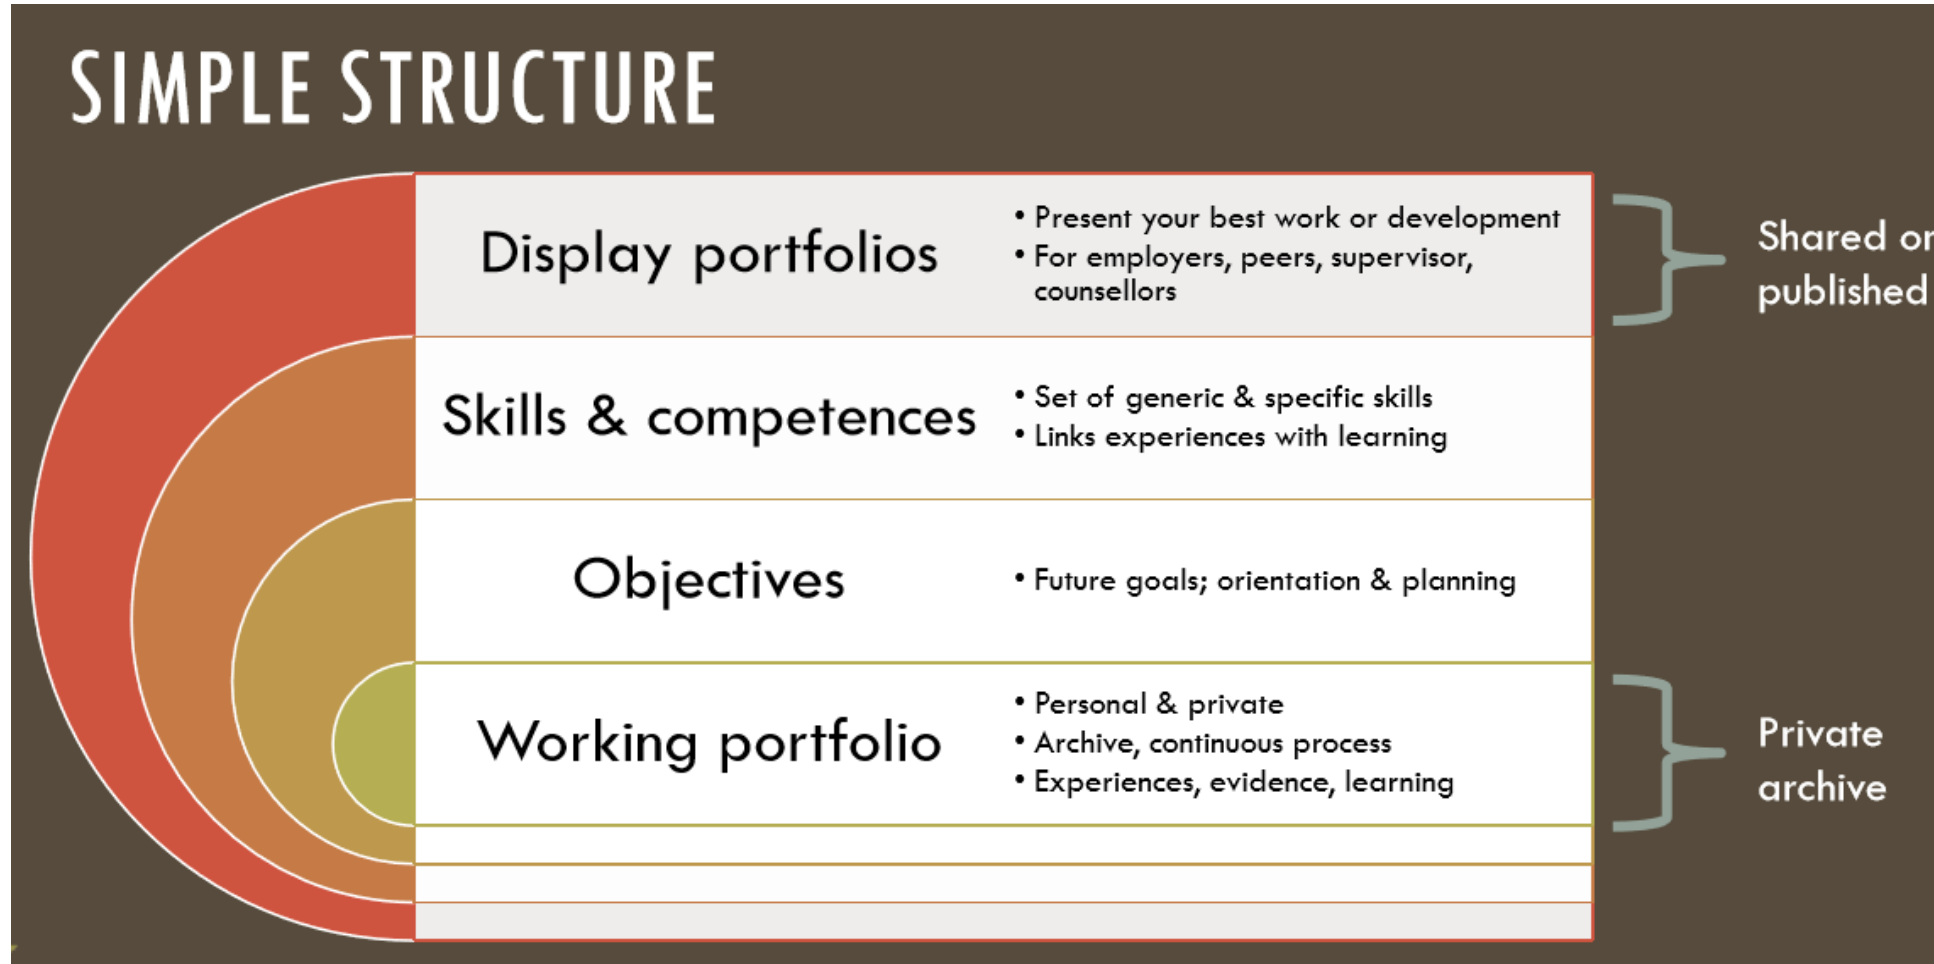 SIMPLE STRUCTURE
Display portfolios
• Present your best work or development
• For employers, peers, supervisor,
counsellors
Shared or
published
Skills & competences
• Set of generic & specific skills
• Links experiences with learning
Objectives
• Future goals; orientation & planning
Working portfolio
• Personal & private
• Archive, continuous process
• Experiences, evidence, learning
Private
archive